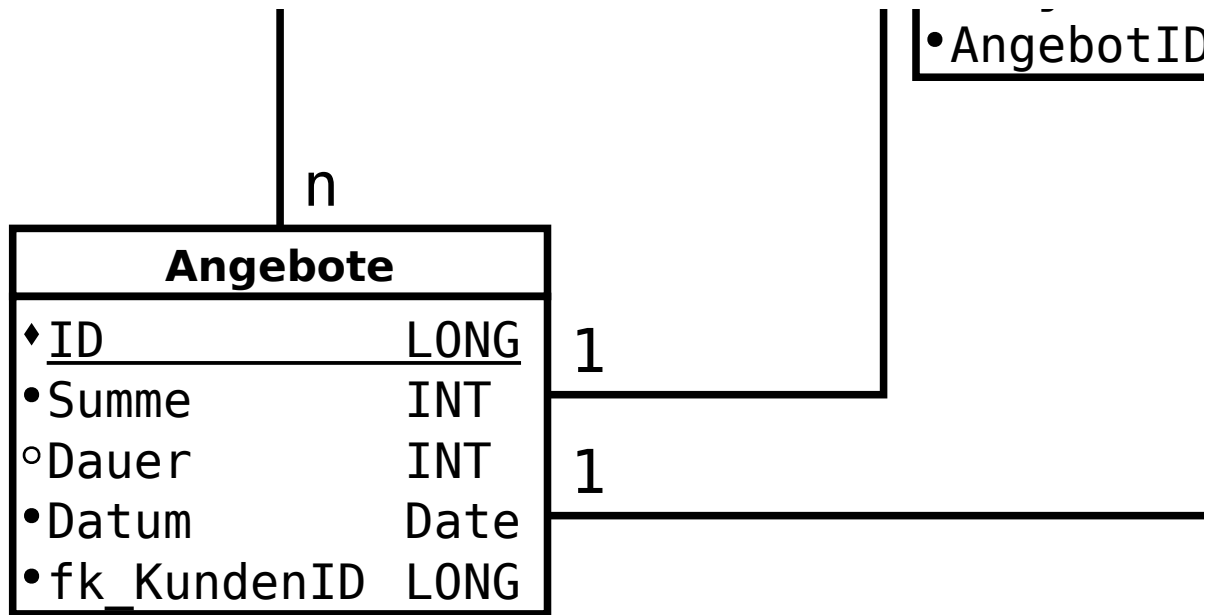 •AngebotID
n
Angebote
♦ID LONG
•Summe INT
○Dauer INT
•Datum Date
•fk_KundenID LONG
1
1